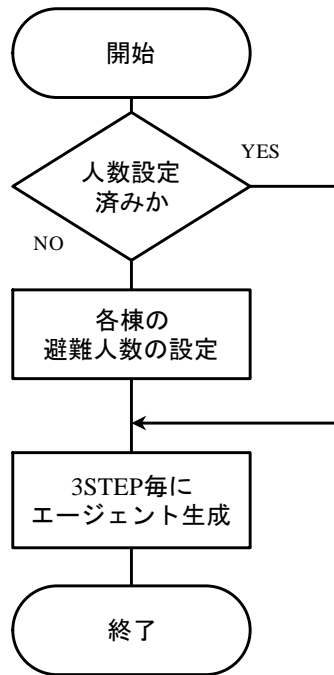 開始
YES
人数設定
済みか
NO
各棟の
避難人数の設定
3STEP毎に
エージェント生成
終了